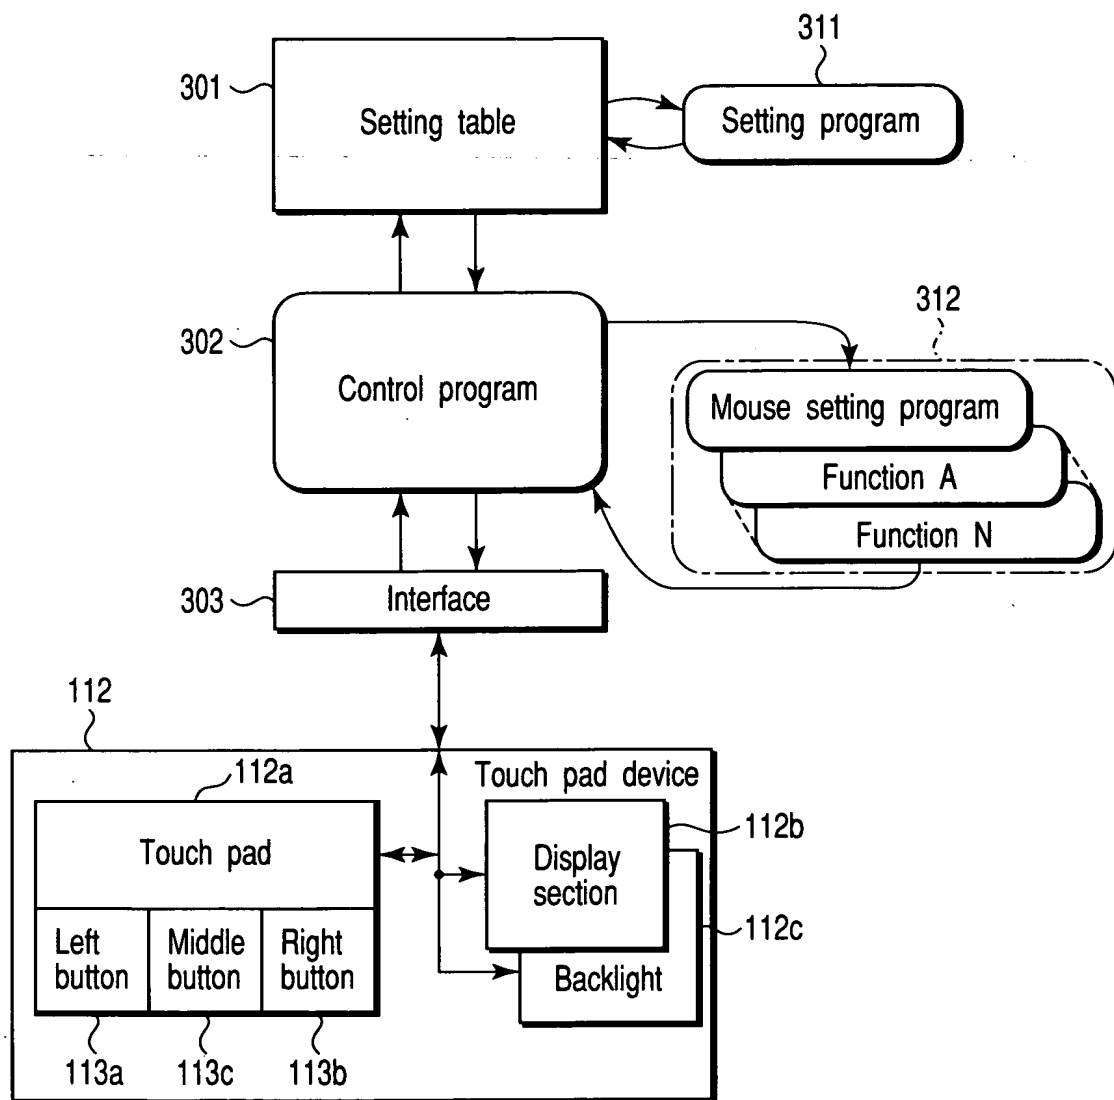 311
301
Setting table
Setting program
312
302
Control program
Mouse setting program
Function A
Function N
303
Interface
112
112a
Touch pad device
112b
Touch pad
Display
section
112c
Left
button
Middle
button
Right
button
Backlight
113a
113c
113b